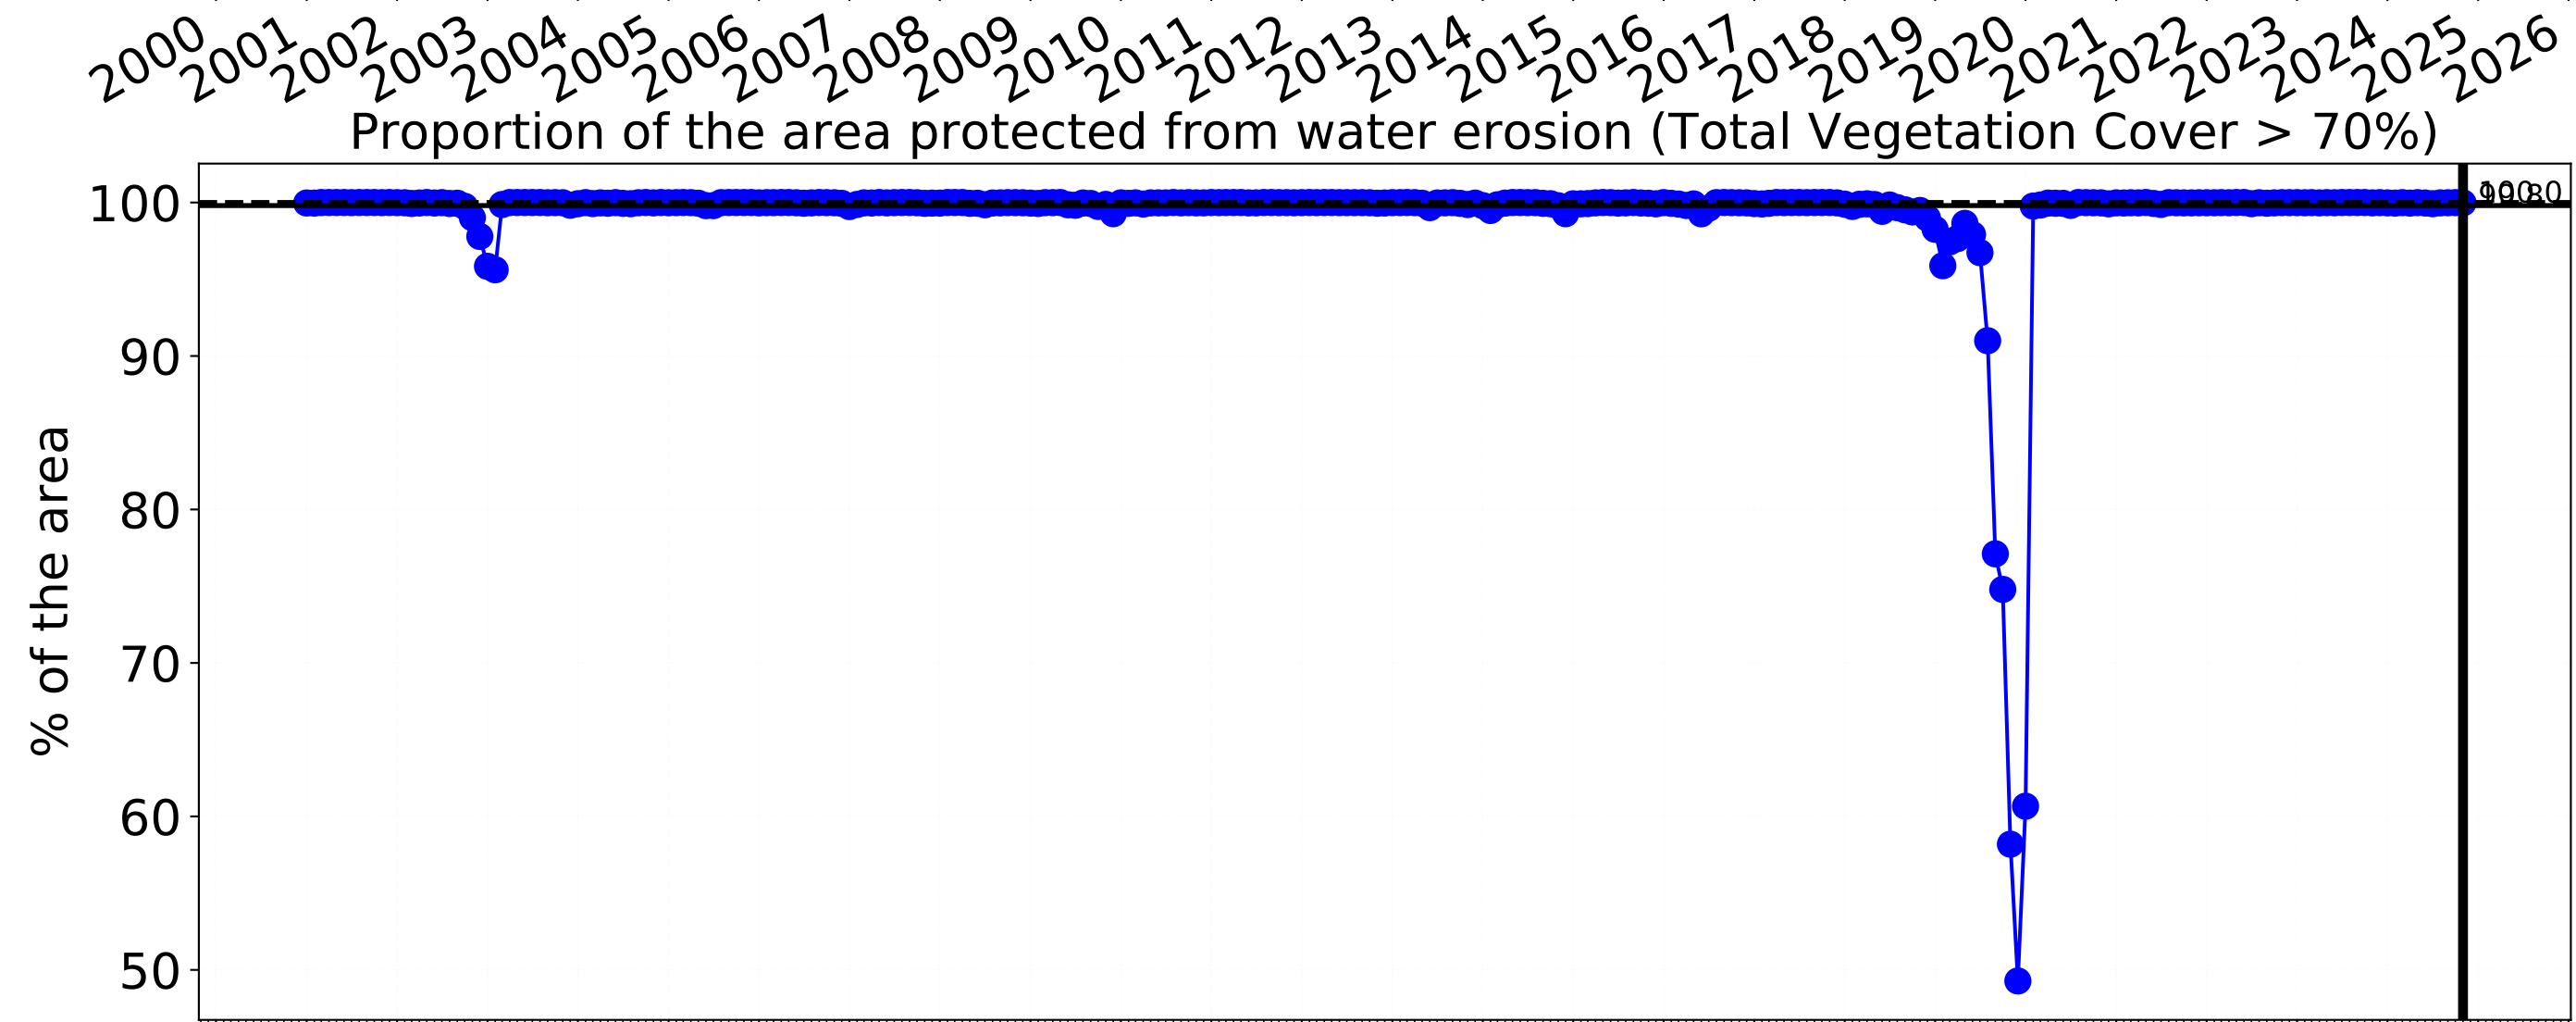 2000 2001 2002 2003 2004 2005 2006 2007 2008 2009 2010 2011 2012 2013 2014 2015 2016 2017 2018 2019 2020 2021 2022 2023 2024 2025 2026
Proportion of the area protected from water erosion (Total Vegetation Cover > 70%)
100
90
80
70
60
50
% of the area